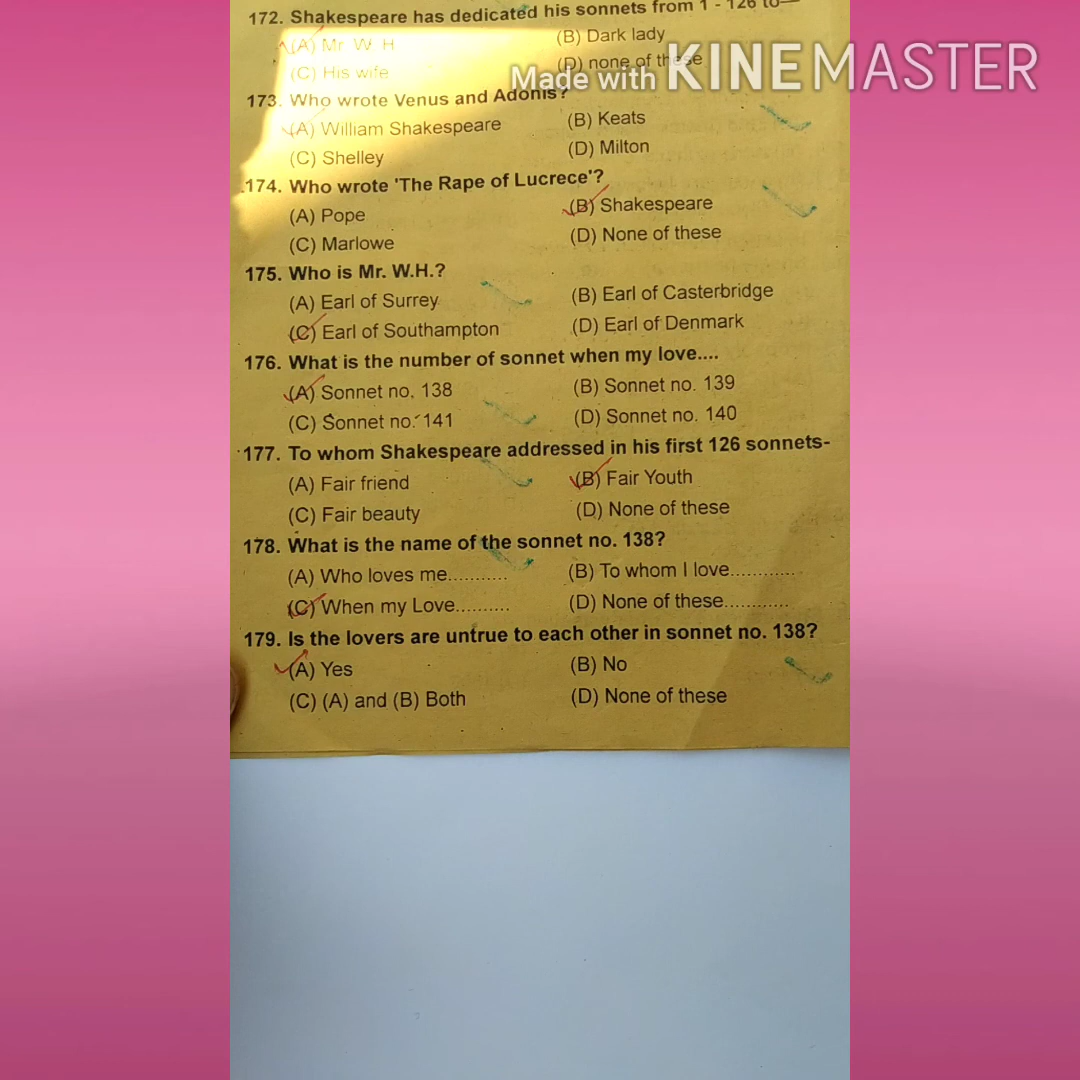 172. Shakespeare has dedicated his sonnets from 1 - 126 to—
(A) Mr. W. H (B) Dark lady
(C) His wife (D) none of these
Made with KINEMASTER
173. Who wrote Venus and Adonis?
(A) William Shakespeare (B) Keats
(C) Shelley (D) Milton
174. Who wrote 'The Rape of Lucrece'?
(A) Pope (B) Shakespeare
(C) Marlowe (D) None of these
175. Who is Mr. W.H.?
(A) Earl of Surrey (B) Earl of Casterbridge
(C) Earl of Southampton (D) Earl of Denmark
176. What is the number of sonnet when my love....
(A) Sonnet no. 138 (B) Sonnet no. 139
(C) Sonnet no. 141 (D) Sonnet no. 140
177. To whom Shakespeare addressed in his first 126 sonnets-
(A) Fair friend (B) Fair Youth
(C) Fair beauty (D) None of these
178. What is the name of the sonnet no. 138?
(A) Who loves me........... (B) To whom I love............
(C) When my Love.......... (D) None of these............
179. Is the lovers are untrue to each other in sonnet no. 138?
(A) Yes (B) No
(C) (A) and (B) Both (D) None of these